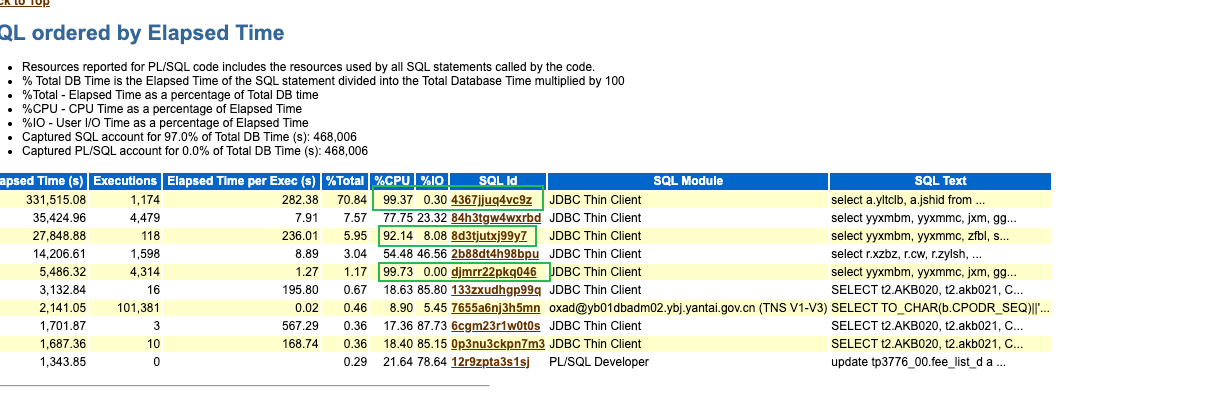 ck to Top
QL ordered by Elapsed Time
Resources reported for PL/SQL code includes the resources used by all SQL statements called by the code.
% Total DB Time is the Elapsed Time of the SQL statement divided into the Total Database Time multiplied by 100
%Total - Elapsed Time as a percentage of Total DB time
%CPU - CPU Time as a percentage of Elapsed Time
%IO - User I/O Time as a percentage of Elapsed Time
Captured SQL account for 97.0% of Total DB Time (s): 468,006
Captured PL/SQL account for 0.0% of Total DB Time (s): 468,006
apsed Time (s) Executions Elapsed Time per Exec (s) %Total %CPU %IO SQL Id SQL Module SQL Text
331,515.08 1,174 282.38 70.84 99.37 0.30 4367jjuq4vc9z JDBC Thin Client select a.yltclb, a.jshid from ...
35,424.96 4,479 7.91 7.57 77.75 23.32 84h3tgw4wxrbd JDBC Thin Client select yyxmbm, yyxmmc, jxm, gg...
27,848.88 118 236.01 5.95 92.14 8.08 8d3tjutxj99y7 JDBC Thin Client select yyxmbm, yyxmmc, zfbl, s...
14,206.61 1,598 8.89 3.04 54.48 46.56 2b88dt4h98bpu JDBC Thin Client select r.xzbz, r.cw, r.zylsh, ...
5,486.32 4,314 1.27 1.17 99.73 0.00 djmrr22pkq046 JDBC Thin Client select yyxmbm, yyxmmc, jxm, gg...
3,132.84 16 195.80 0.67 18.63 85.80 133zxudhgp99q JDBC Thin Client SELECT t2.AKB020, t2.akb021, C...
2,141.05 101,381 0.02 0.46 8.90 5.45 7655a6nj3h5mn oxad@yb01dbadm02.ybj.yantai.gov.cn (TNS V1-V3) SELECT TO_CHAR(b.CPODR_SEQ)||'...
1,701.87 3 567.29 0.36 17.36 87.73 6cgm23r1w0t0s JDBC Thin Client SELECT t2.AKB020, t2.akb021, C...
1,687.36 10 168.74 0.36 18.40 85.15 0p3nu3ckpn7m3 JDBC Thin Client SELECT t2.AKB020, t2.akb021, C...
1,343.85 0 0.29 21.64 78.64 12r9zpta3s1sj PL/SQL Developer update tp3776_00.fee_list_d a ...